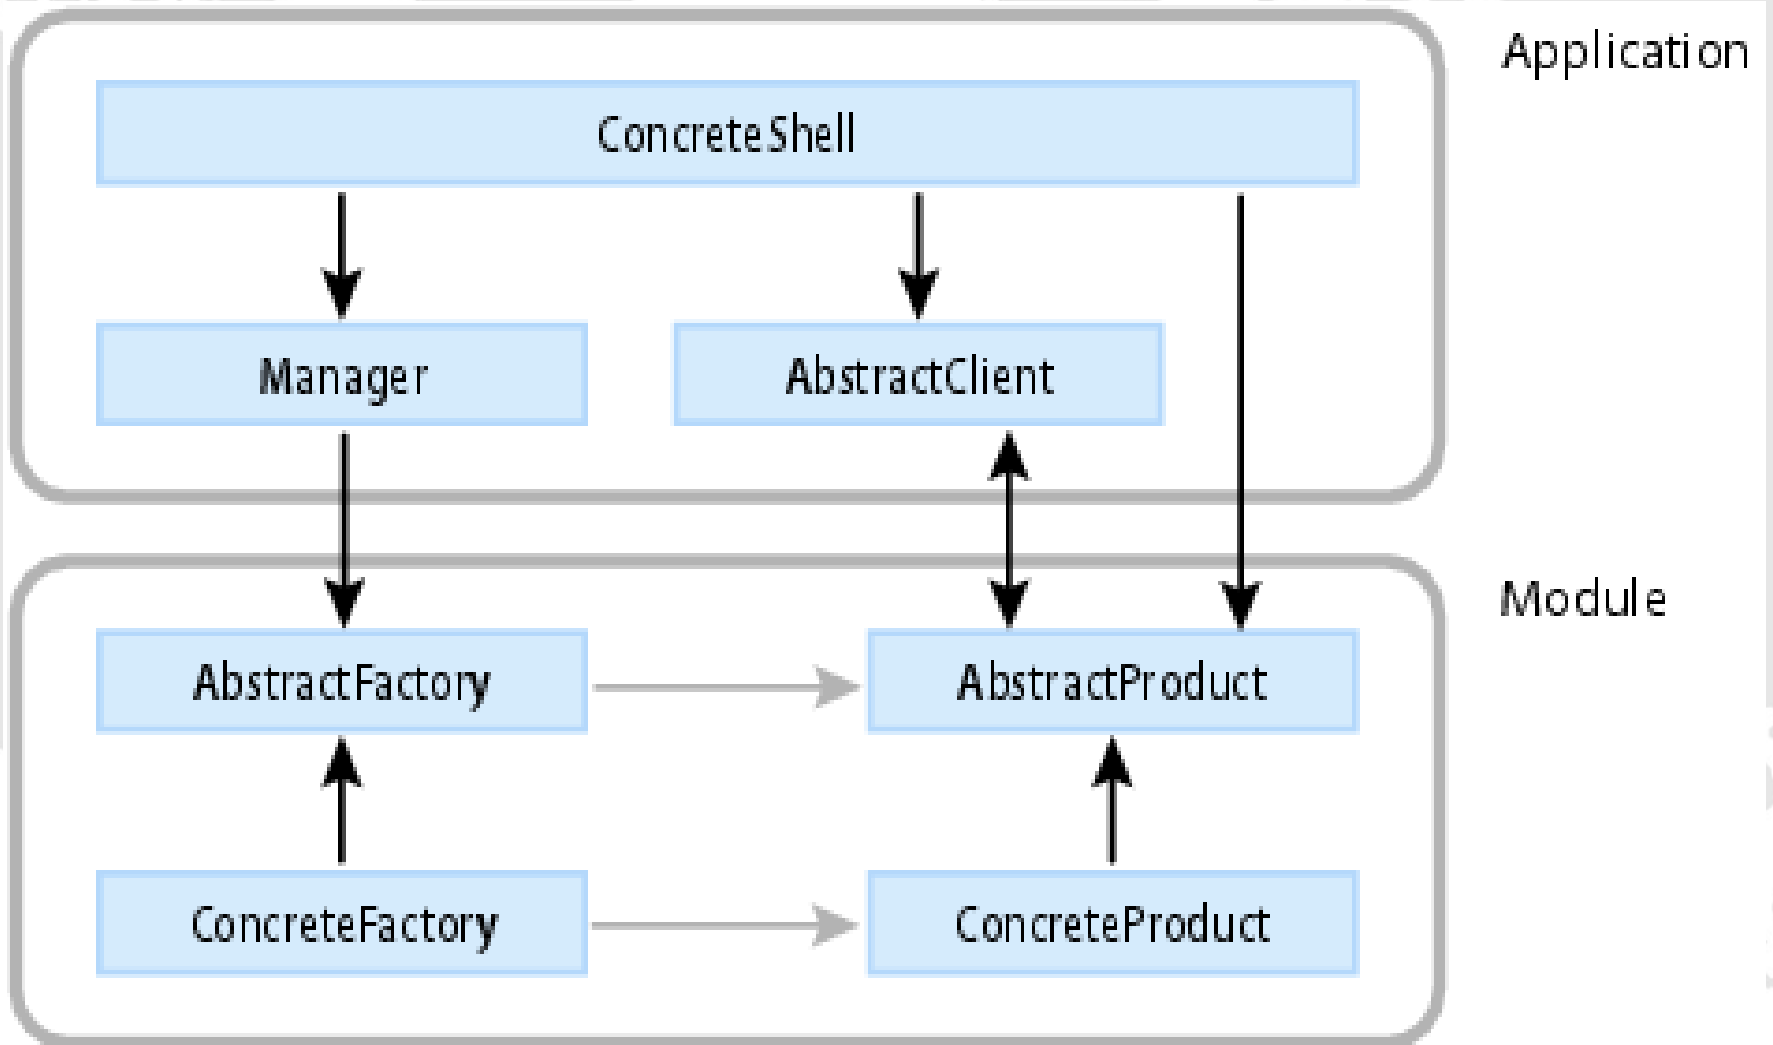 Application
ConcreteShell
Manager
AbstractClient
Module
AbstractFactory
AbstractProduct
ConcreteFactory
ConcreteProduct